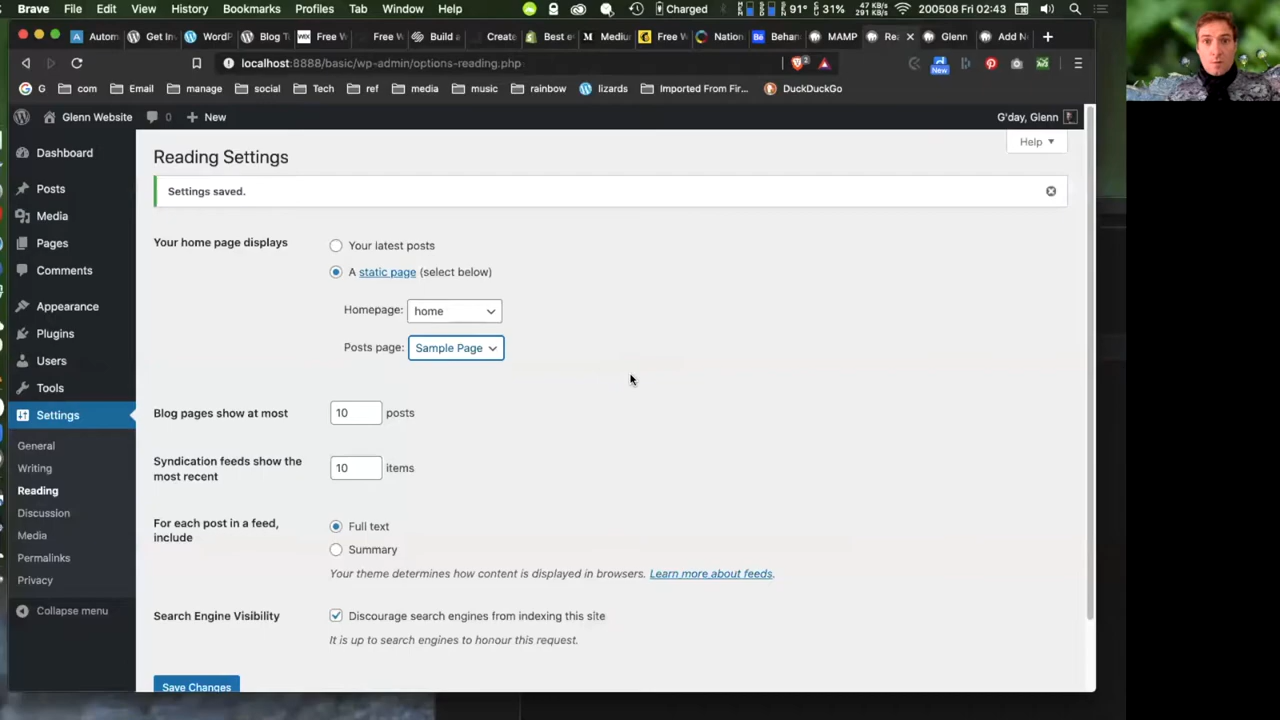 Brave File Edit View History Bookmarks Profiles Tab Window Help Charged 91° 31% 47 KB 291 KB/s 200508 Fri 02:43
Autom Get In WordP Blog T Free W Free W Build a Create Best e Mediu Free W Nation Behan MAMP Re Glenn Add N
localhost:8888/basic/wp-admin/options-reading.php 2 New
G com Email manage social Tech ref media music rainbow lizards Imported From Fir... DuckDuckGo
Glenn Website 0 New G'day, Glenn
Help
Dashboard
Posts
Media
Pages
Comments
Appearance
Plugins
Users
Tools
Settings
General
Writing
Reading
Discussion
Media
Permalinks
Privacy
Collapse menu
Reading Settings
Settings saved.
Your home page displays
Your latest posts
A static page (select below)
Homepage: home
Posts page: Sample Page
Blog pages show at most 10 posts
Syndication feeds show the
most recent
10 items
For each post in a feed,
include
Full text
Summary
Your theme determines how content is displayed in browsers. Learn more about feeds.
Search Engine Visibility
Discourage search engines from indexing this site
It is up to search engines to honour this request.
Save Changes